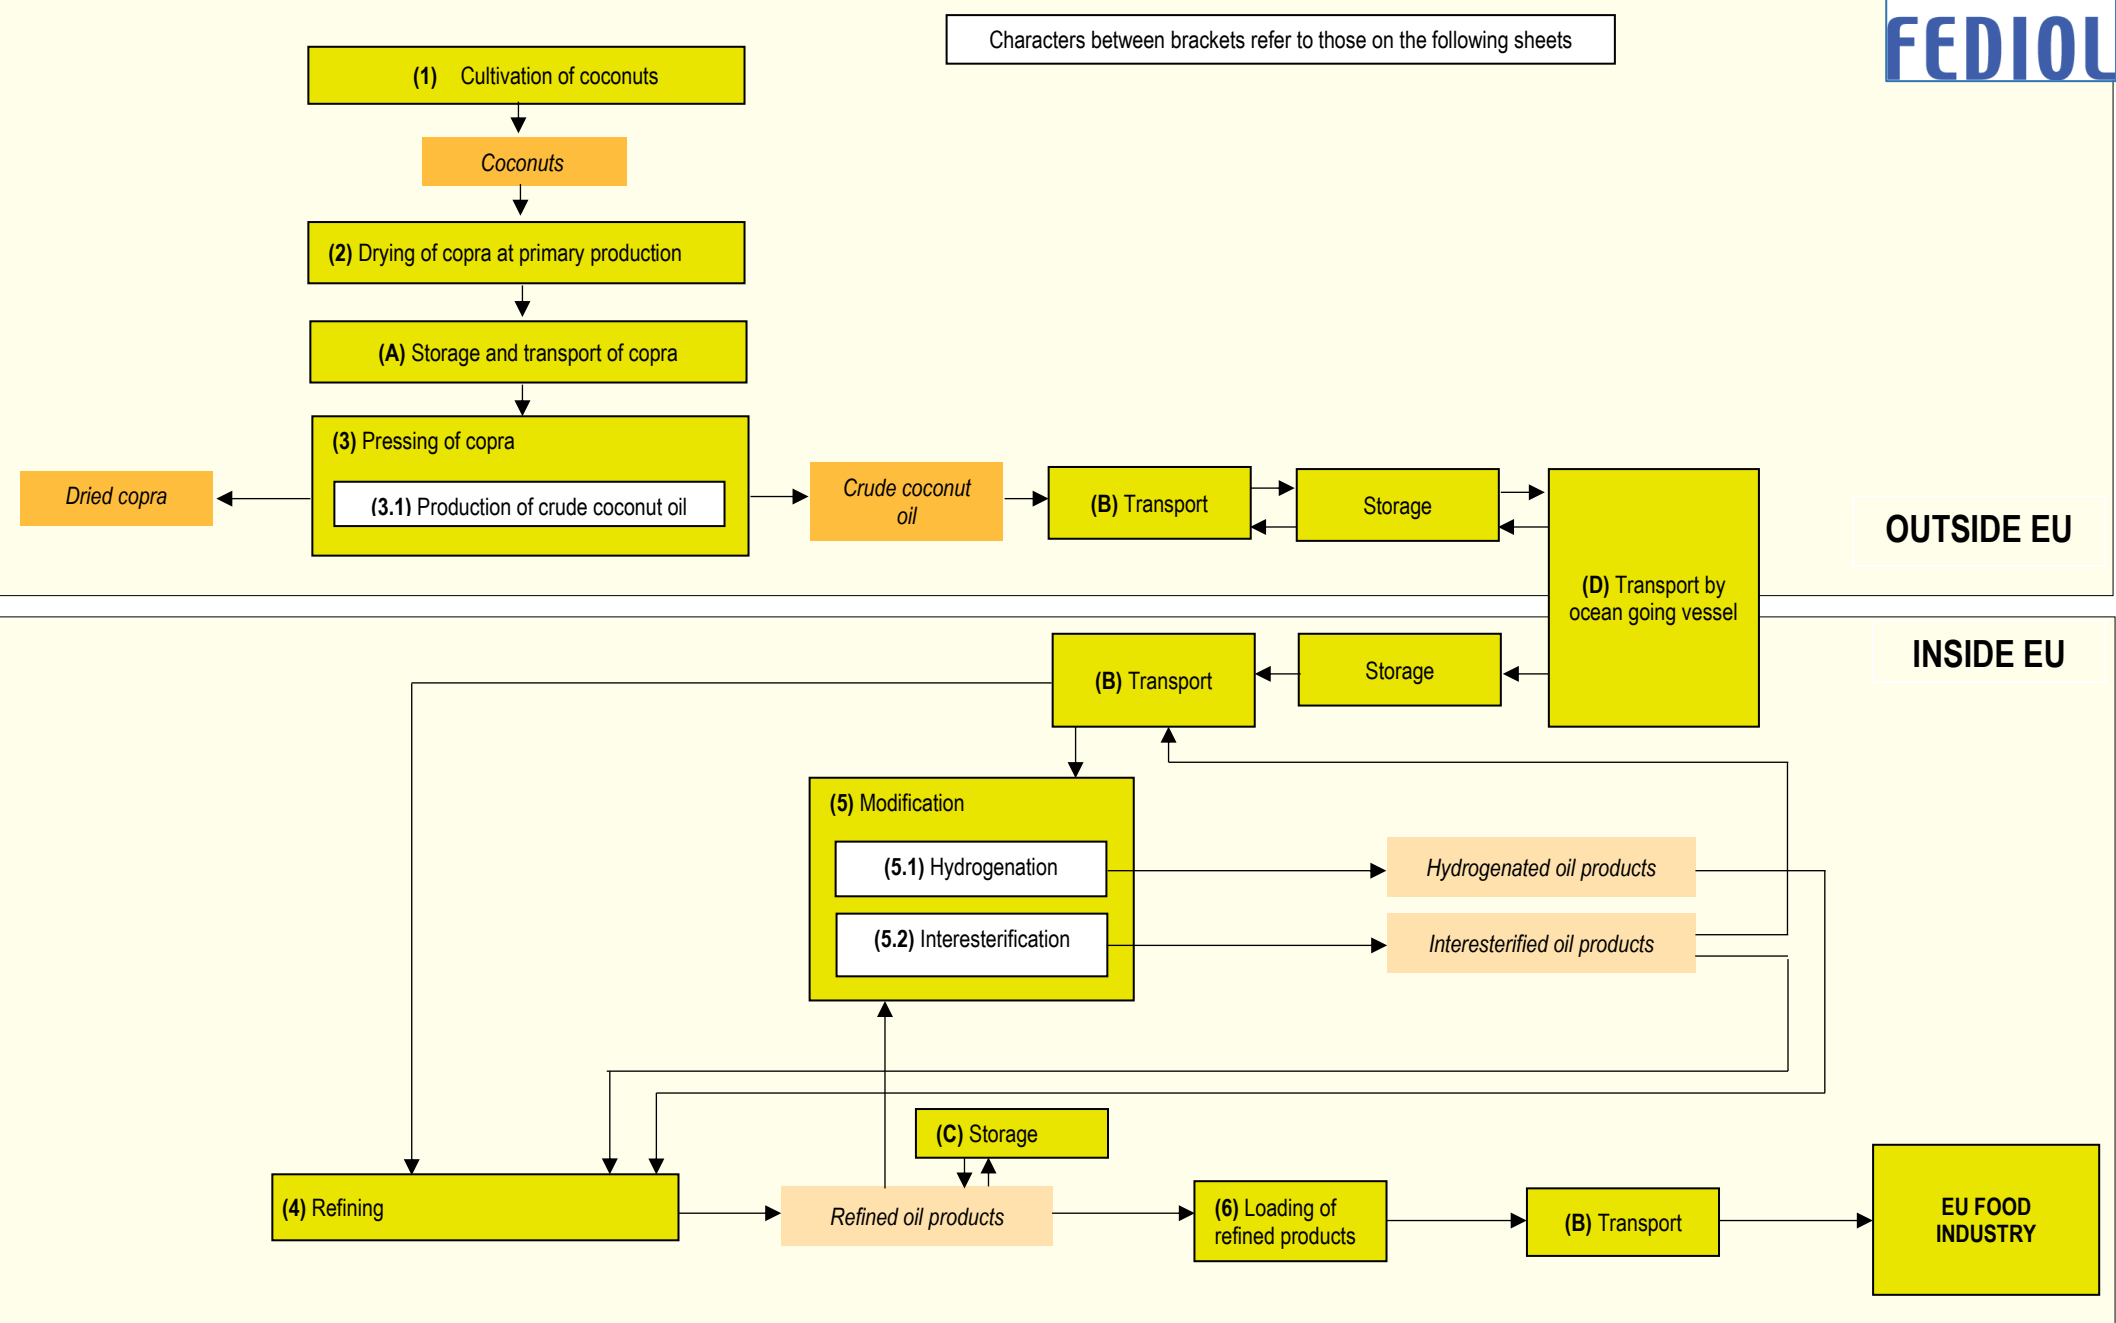 Characters between brackets refer to those on the following sheets
FEDIOL
(1) Cultivation of coconuts
Coconuts
(2) Drying of copra at primary production
(A) Storage and transport of copra
(3) Pressing of copra
(3.1) Production of crude coconut oil
Dried copra
Crude coconut
oil
(B) Transport
Storage
(D) Transport by
ocean going vessel
OUTSIDE EU
INSIDE EU
(B) Transport
Storage
(5) Modification
(5.1) Hydrogenation
Hydrogenated oil products
(5.2) Interesterification
Interesterified oil products
(C) Storage
(4) Refining
Refined oil products
(6) Loading of
refined products
(B) Transport
EU FOOD
INDUSTRY